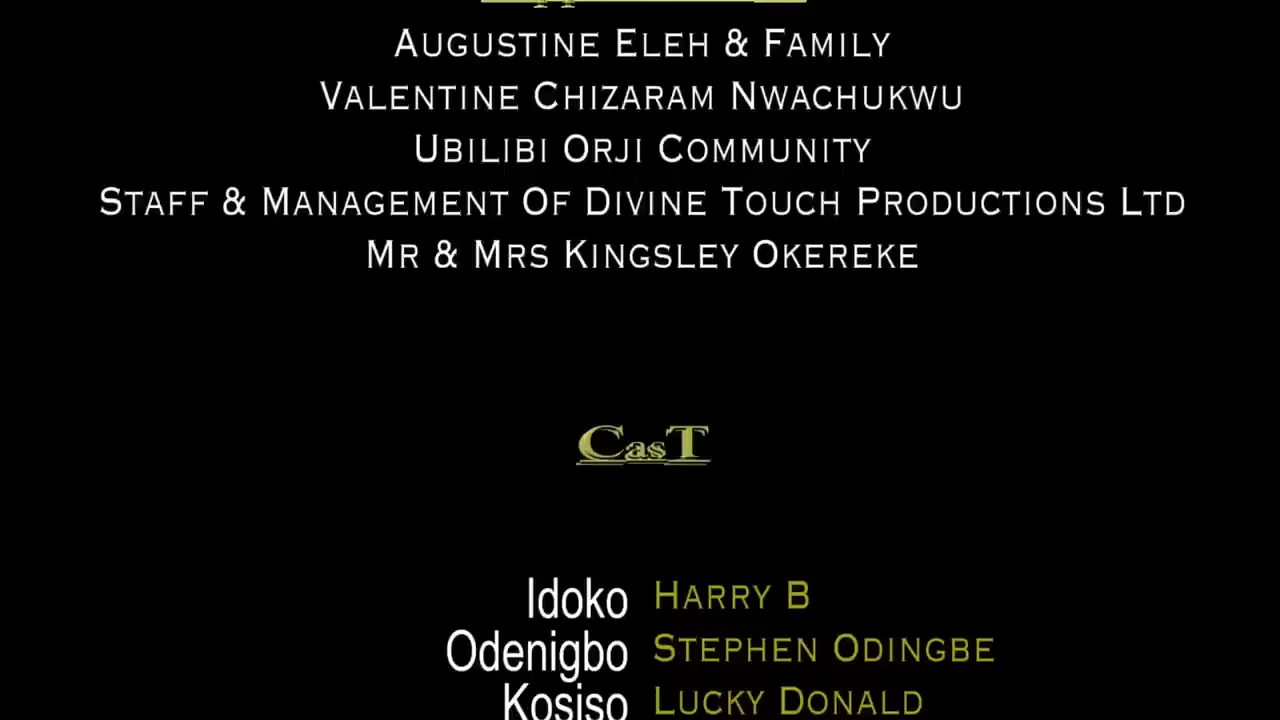 Augustine Eleh & Family
Valentine Chizaram Nwachukwu
Ubilibi Orji Community
Staff & Management Of Divine Touch Productions Ltd
Mr & Mrs Kingsley Okereke
CasT
Idoko Harry B
Odenigbo Stephen Odingbe
Kosiso Lucky Donald